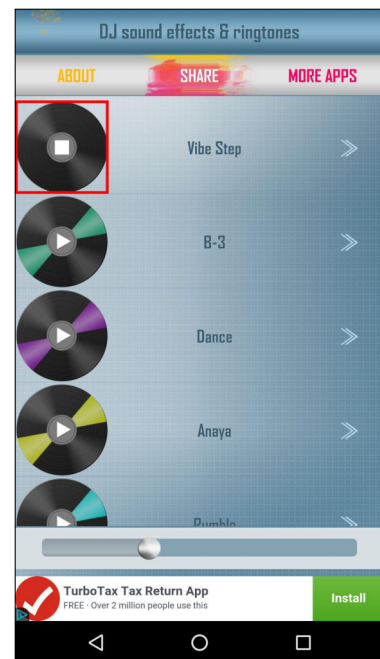 DJ sound effects & ringtones
ABOUT SHARE MORE APPS
Vibe Step
B-3
Dance
Anaya
Rumble
TurboTax Tax Return App
FREE · Over 2 million people use this
Install